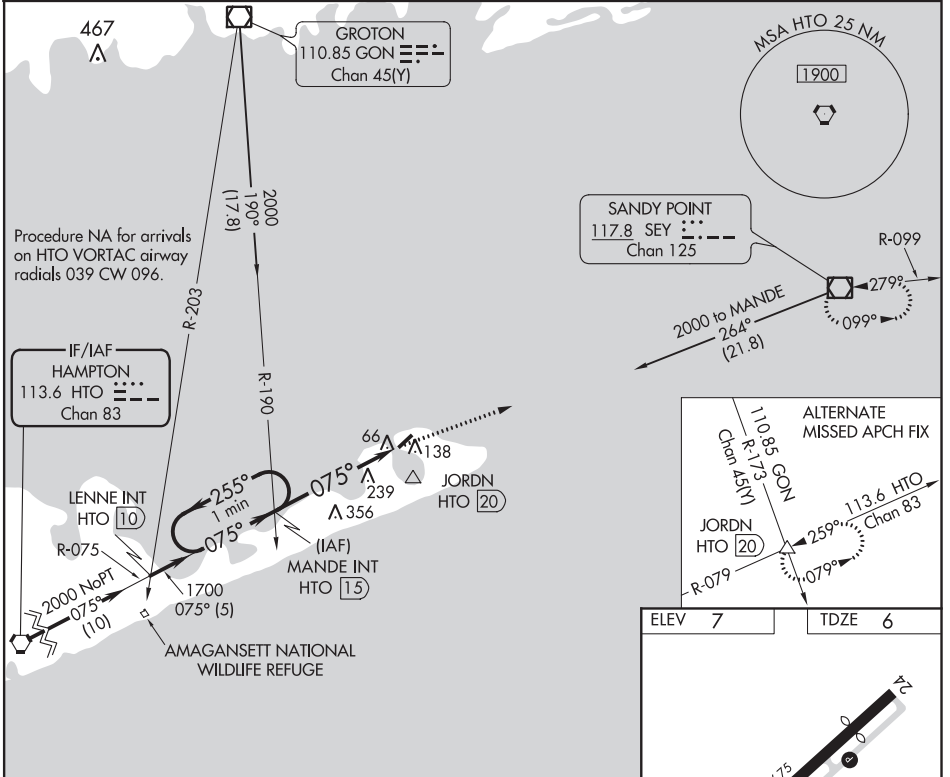 467
GROTON
110.85 GON
Chan 45(Y)
MSA HTO 25 NM
1900
2000
190°
(17.8)
Procedure NA for arrivals
on HTO VORTAC airway
radials 039 CW 096.
R-203
R-190
SANDY POINT
117.8 SEY
Chan 125
R-099
279°
099°
2000 to MANDE
264°
(21.8)
IF/IAF
HAMPTON
113.6 HTO
Chan 83
66
138
239
356
JORDN
HTO 20
LENNE INT
HTO 10
255°
1 min
075°
075°
(IAF)
MANDE INT
HTO 15
R-075
2000 NoPT
075°
(10)
1700
075° (5)
AMAGANSETT NATIONAL
WILDLIFE REFUGE
ALTERNATE
MISSED APCH FIX
110.85 GON
R-173
Chan 45(Y)
113.6 HTO
Chan 83
JORDN
HTO 20
259°
079°
R-079
ELEV 7
TDZE 6
24
P